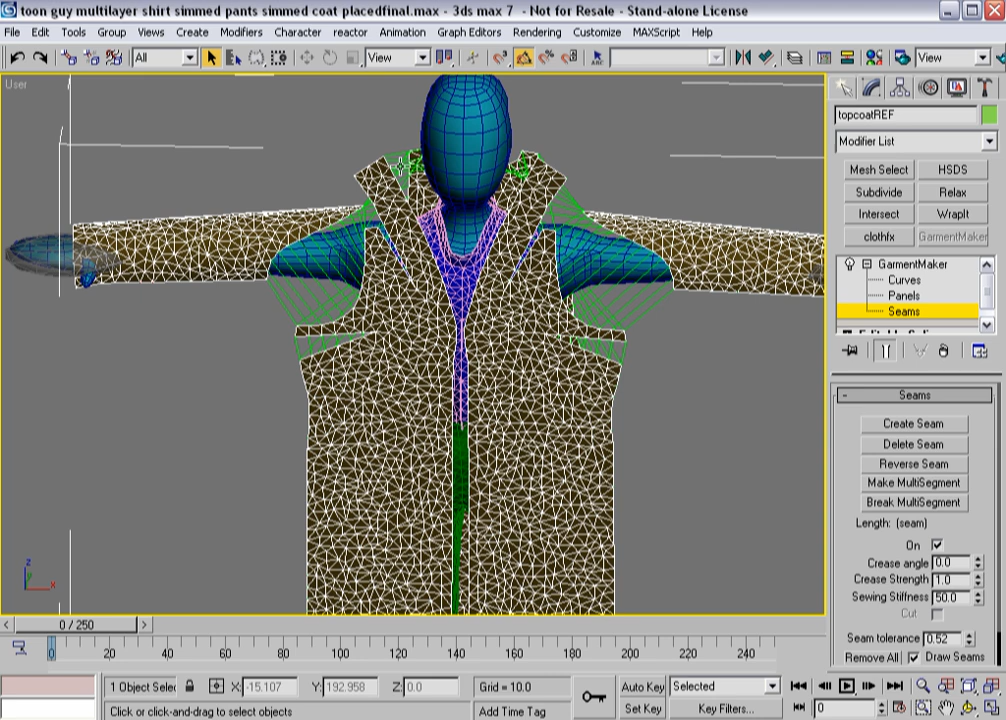 toon guy multilayer shirt simmed pants simmed coat placedfinal.max - 3ds max 7 - Not for Resale - Stand-alone License
File Edit Tools Group Views Create Modifiers Character reactor Animation Graph Editors Rendering Customize MAXScript Help
All View View
User
topcoatREF
Modifier List
Mesh Select HSDS
Subdivide Relax
Intersect WrapIt
clothfx GarmentMaker
GarmentMaker
Curves
Panels
Seams
- Seams
Create Seam
Delete Seam
Reverse Seam
Make MultiSegment
Break MultiSegment
Length: (seam)
On
Crease angle 0.0
Crease Strength 1.0
Sewing Stiffness 50.0
Cut
Seam tolerance 0.52
Remove All Draw Seams
z
x
< 0 / 250 >
0 20 40 60 80 100 120 140 160 180 200 220 240
1 Object Selec X: -15.107 Y: 192.958 Z: 0.0 Grid = 10.0 Auto Key Selected
Click or click-and-drag to select objects Add Time Tag Set Key Key Filters... 0